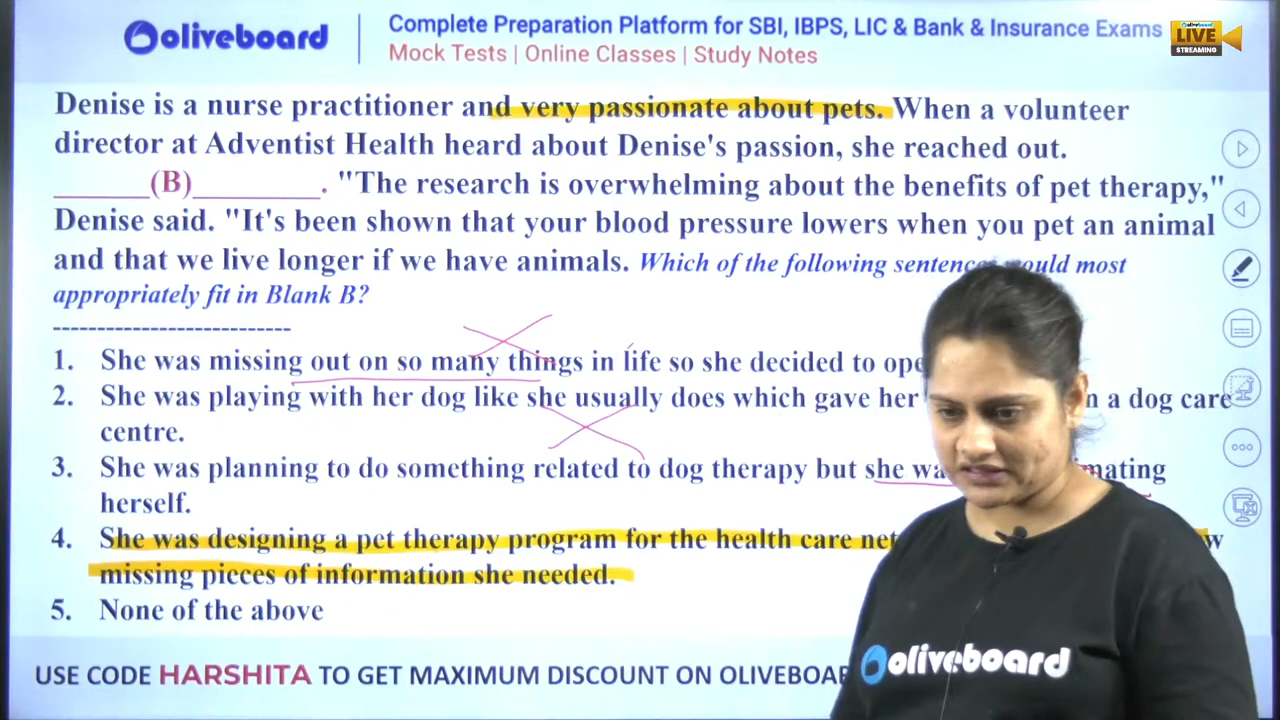 oliveboard
Complete Preparation Platform for SBI, IBPS, LIC & Bank & Insurance Exams
Mock Tests | Online Classes | Study Notes
oliveboard
LIVE
STREAMING
Denise is a nurse practitioner and very passionate about pets. When a volunteer
director at Adventist Health heard about Denise's passion, she reached out.
______(B)________. "The research is overwhelming about the benefits of pet therapy,"
Denise said. "It's been shown that your blood pressure lowers when you pet an animal
and that we live longer if we have animals. Which of the following sentences would most
appropriately fit in Blank B?
--------------------------
1. She was missing out on so many things in life so she decided to
2. She was playing with her dog like she usually does which gave her a dog care
centre.
3. She was planning to do something related to dog therapy but she
herself.
4. She was designing a pet therapy program for the health care
missing pieces of information she needed.
5. None of the above
USE CODE HARSHITA TO GET MAXIMUM DISCOUNT ON
oliveboard